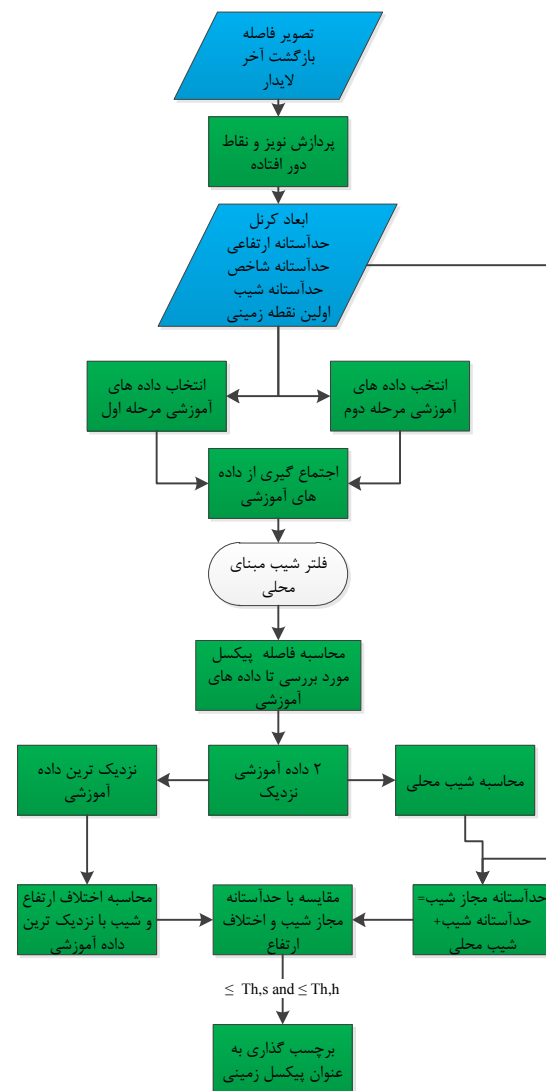 تصویر فاصله
بازگشت آخر
لایدار
پردازش نویز و نقاط
دور افتاده
ابعاد کرنل
حدآستانه ارتفاعی
حدآستانه شاخص
حدآستانه شیب
اولین نقطه زمینی
انتخب داده های
آموزشی مرحله دوم
انتخاب داده های
آموزشی مرحله اول
اجتماع گیری از داده
های آموزشی
فلتر شیب مبنای
محلی
محاسبه فاصله پیکسل
مورد بررسی تا داده های
آموزشی
محاسبه شیب محلی
۲ داده آموزشی
نزدیک
نزدیک ترین داده
آموزشی
حدآستانه مجاز شیب=
حدآستانه شیب+
شیب محلی
مقایسه با حدآستانه
مجاز شیب و اختلاف
ارتفاع
محاسبه اختلاف ارتفاع
و شیب با نزدیک ترین
داده آموزشی
≤ Th,s and ≤ Th,h
برچسب گذاری به
عنوان پیکسل زمینی